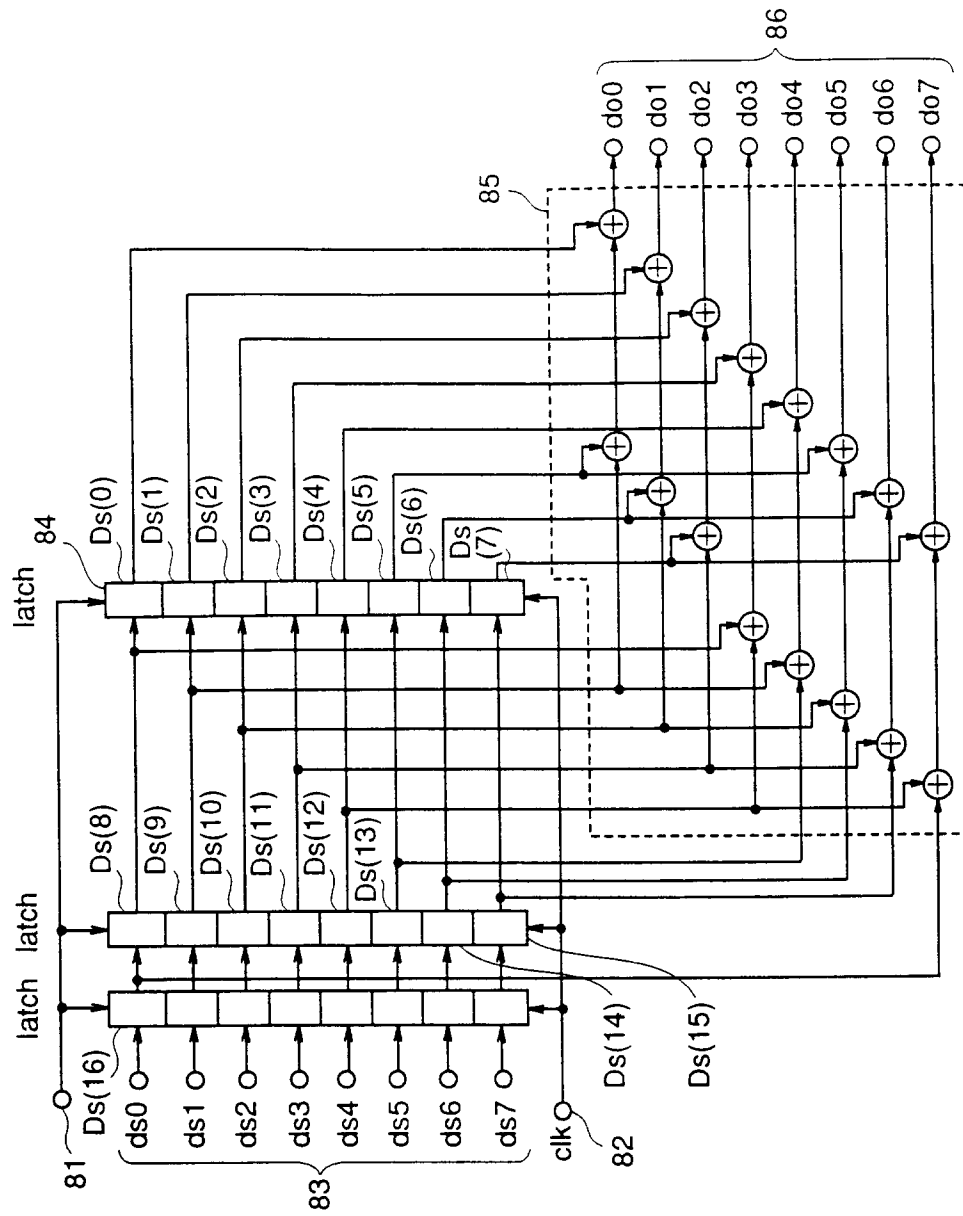 latch
latch
latch
84
81
Ds(16)
Ds(8)
Ds(9)
Ds(10)
Ds(11)
Ds(12)
Ds(13)
Ds(14)
Ds(15)
Ds(0)
Ds(1)
Ds(2)
Ds(3)
Ds(4)
Ds(5)
Ds(6)
Ds
(7)
ds0
ds1
ds2
ds3
ds4
ds5
ds6
ds7
83
clk
82
85
86
do0
do1
do2
do3
do4
do5
do6
do7